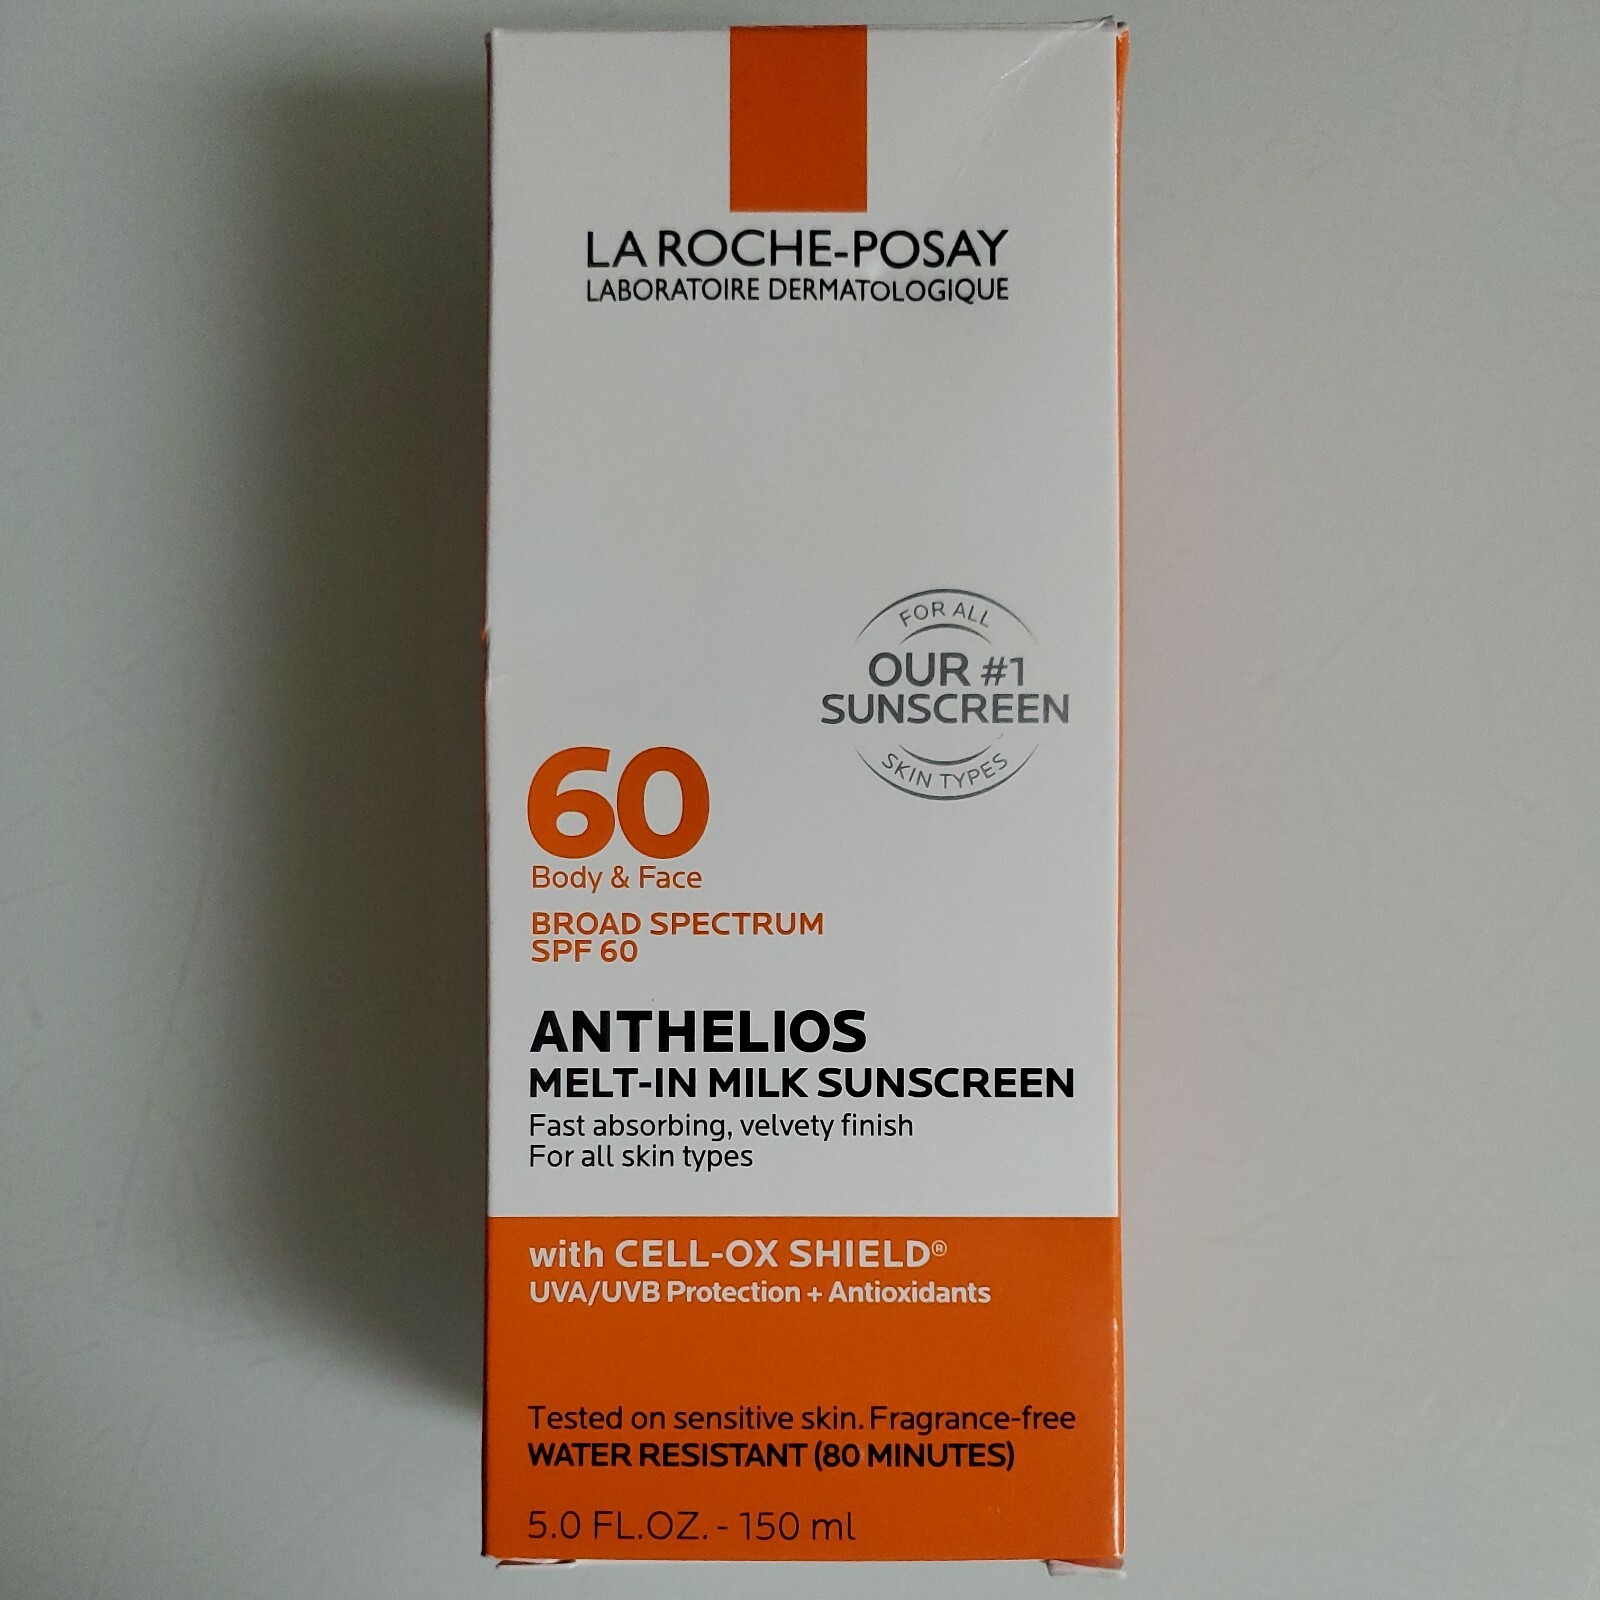 LA ROCHE-POSAY
LABORATOIRE DERMATOLOGIQUE
FOR ALL
OUR #1
SUNSCREEN
SKIN TYPES
60
Body & Face
BROAD SPECTRUM
SPF 60
ANTHELIOS
MELT-IN MILK SUNSCREEN
Fast absorbing, velvety finish
For all skin types
with CELL-OX SHIELD®
UVA/UVB Protection + Antioxidants
Tested on sensitive skin. Fragrance-free
WATER RESISTANT (80 MINUTES)
5.0 FL.OZ. - 150 ml